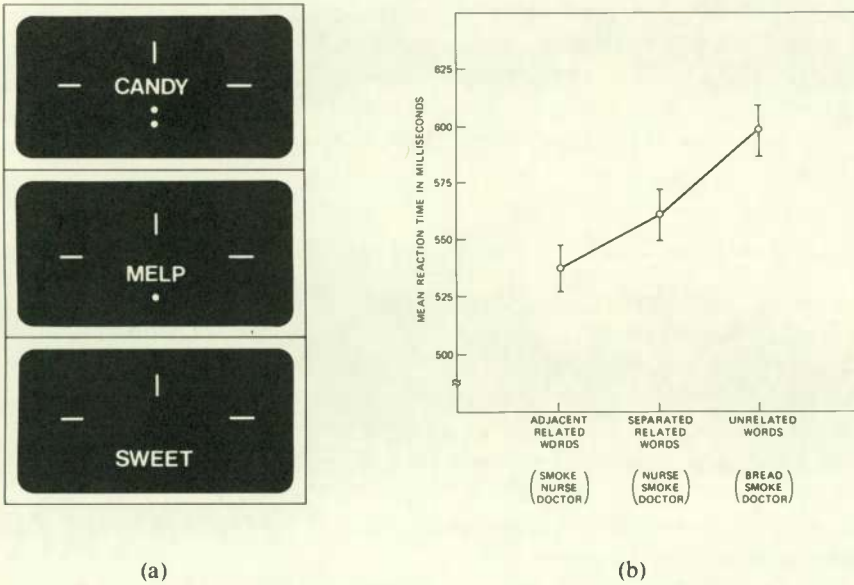 CANDY
MELP
SWEET
(a)
MEAN REACTION TIME IN MILLISECONDS
625
600
575
550
525
500
ADJACENT RELATED WORDS
SEPARATED RELATED WORDS
UNRELATED WORDS
(SMOKE NURSE DOCTOR)
(NURSE SMOKE DOCTOR)
(BREAD SMOKE DOCTOR)
(b)